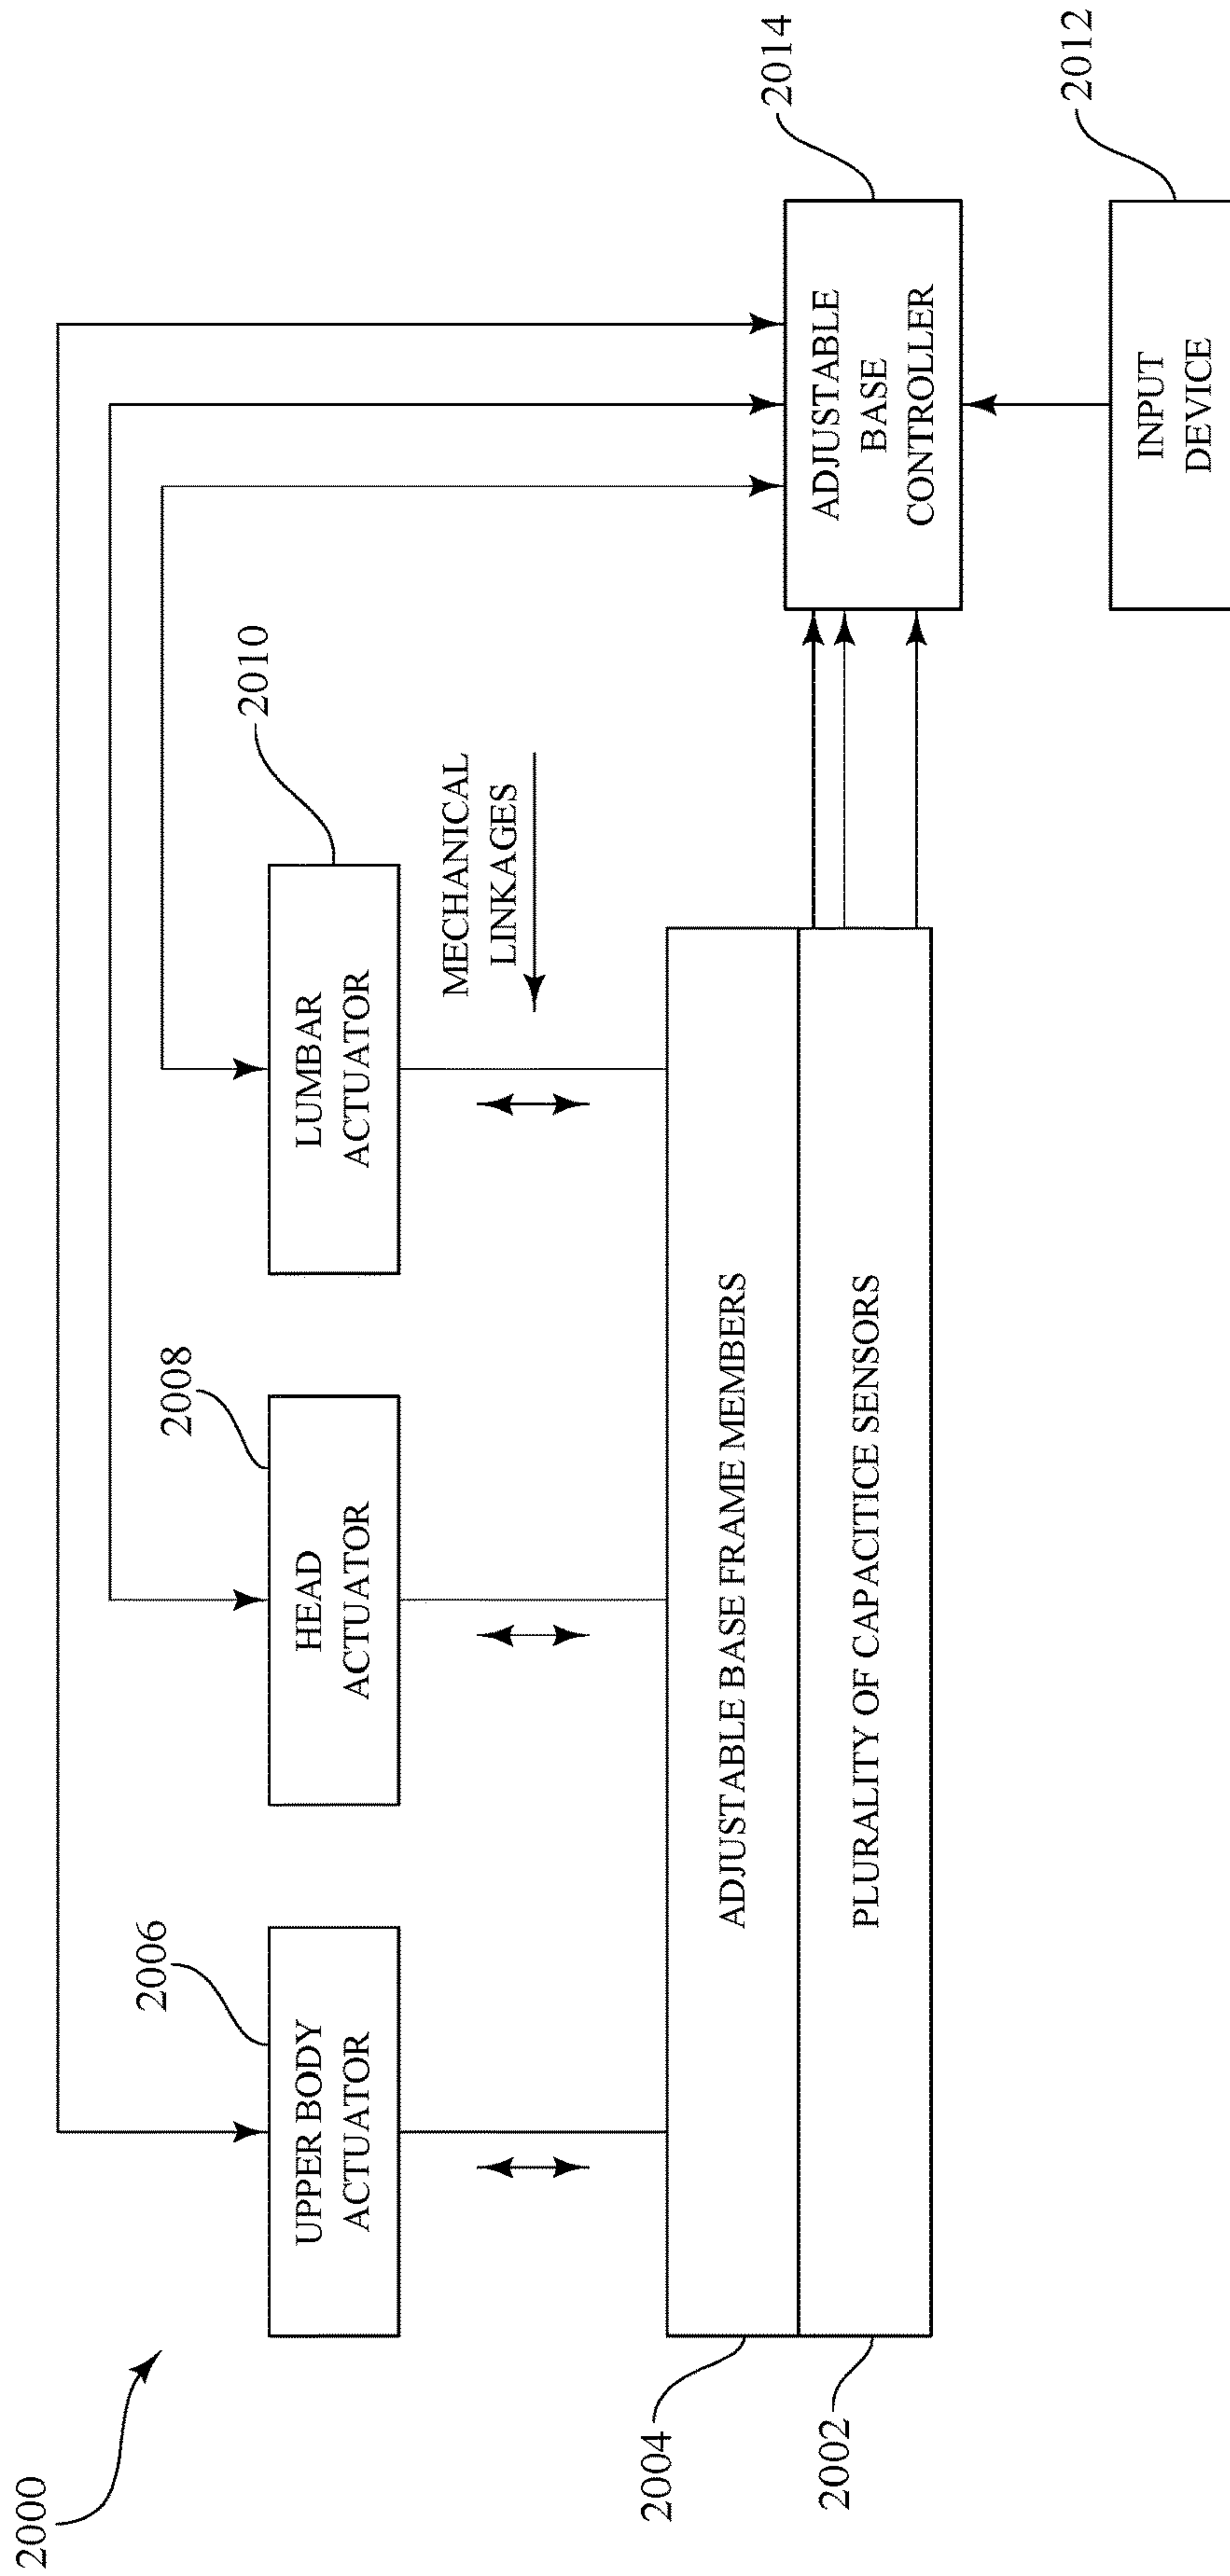 2000
2006
UPPER BODY
ACTUATOR
2008
HEAD
ACTUATOR
2010
LUMBAR
ACTUATOR
MECHANICAL
LINKAGES
2004
ADJUSTABLE BASE FRAME MEMBERS
2002
PLURALITY OF CAPACITICE SENSORS
2014
ADJUSTABLE
BASE
CONTROLLER
2012
INPUT
DEVICE